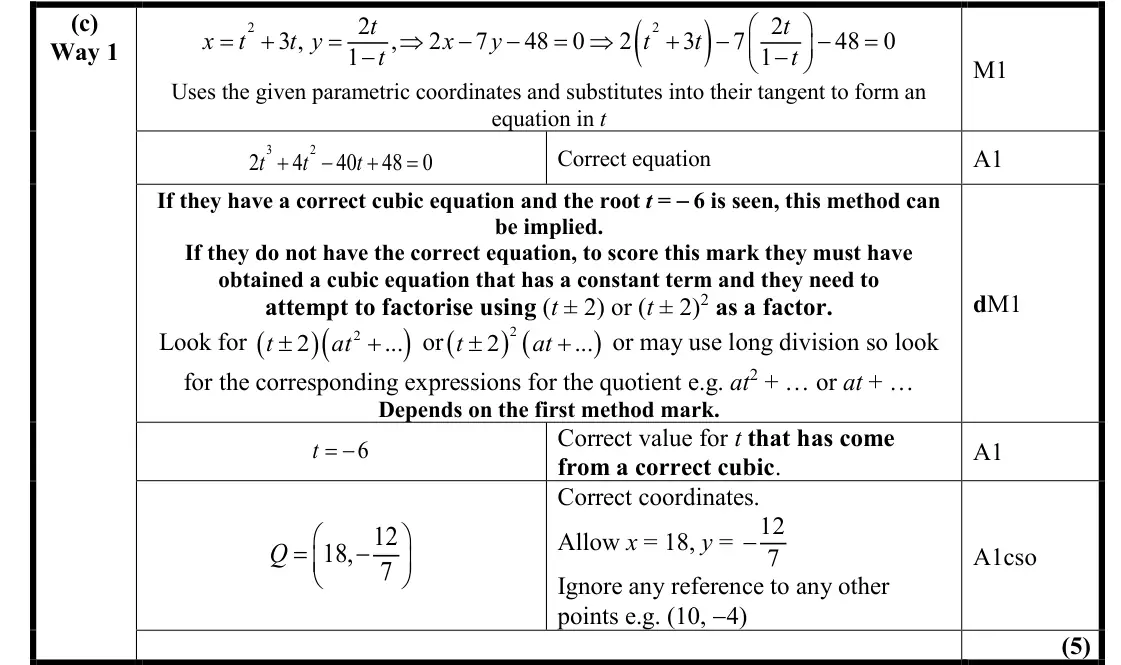 (c)
Way 1
x = t² + 3t, y = 2t/(1−t), ⇒ 2x − 7y − 48 = 0 ⇒ 2(t² + 3t) − 7(2t/(1−t)) − 48 = 0
Uses the given parametric coordinates and substitutes into their tangent to form an
equation in t
M1
2t³ + 4t² − 40t + 48 = 0
Correct equation
A1
If they have a correct cubic equation and the root t = – 6 is seen, this method can
be implied.
If they do not have the correct equation, to score this mark they must have
obtained a cubic equation that has a constant term and they need to
attempt to factorise using (t ± 2) or (t ± 2)² as a factor.
Look for (t ± 2)(at² + ...) or (t ± 2)²(at + ...) or may use long division so look
for the corresponding expressions for the quotient e.g. at² + … or at + …
Depends on the first method mark.
dM1
t = −6
Correct value for t that has come
from a correct cubic.
A1
Q = (18, −12/7)
Correct coordinates.
Allow x = 18, y = −12/7
Ignore any reference to any other
points e.g. (10, −4)
A1cso
(5)